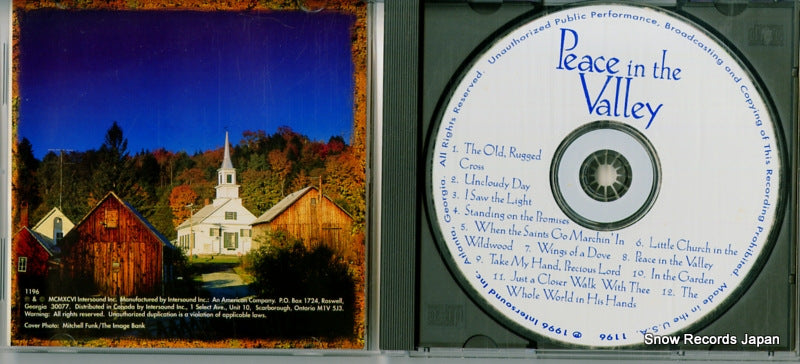 1196
℗ & © MCMXCVI Intersound Inc. Manufactured by Intersound Inc.: An American Company. P.O. Box 1724, Roswell,
Georgia 30077. Distributed in Canada by Intersound Inc., 1 Select Ave., Unit 10, Scarborough, Ontario M1V 5J3.
Warning: All rights reserved. Unauthorized duplication is a violation of applicable laws.
Cover Photo: Mitchell Funk/The Image Bank
All Rights Reserved. Unauthorized Public Performance, Broadcasting and Copying of This Recording Prohibited. Made in the U.S.A. 1196
℗ 1996 Intersound Inc. Atlanta, Georgia.
Peace in the
Valley
1. The Old, Rugged
Cross
2. Uncloudy Day
3. I Saw the Light
4. Standing on the Promises
5. When the Saints Go Marchin' In 6. Little Church in the
Wildwood 7. Wings of a Dove 8. Peace in the Valley
9. Take My Hand, Precious Lord 10. In the Garden
11. Just a Closer Walk With Thee 12. The
Whole World in His Hands
Snow Records Japan